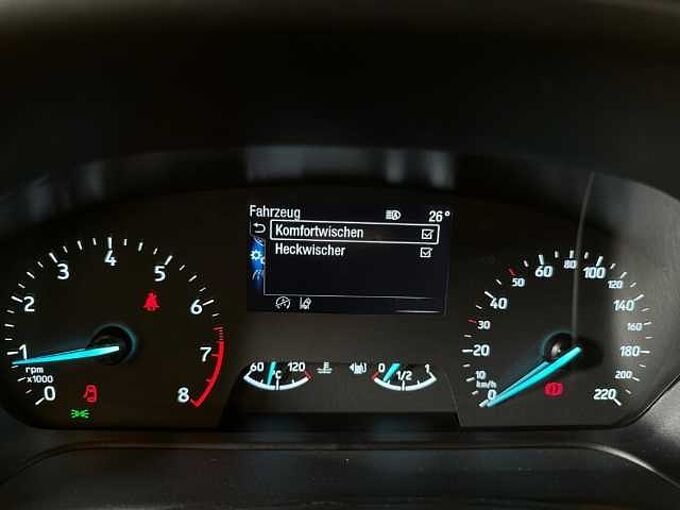 Fahrzeug 26°
Komfortwischen
Heckwischer
0 1 2 3 4 5 6 7 8
rpm
x1000
60 °C 120
0 1/2 1
0 10 20 30 40 50 60 80 100 120 140 160 180 200 220
km/h